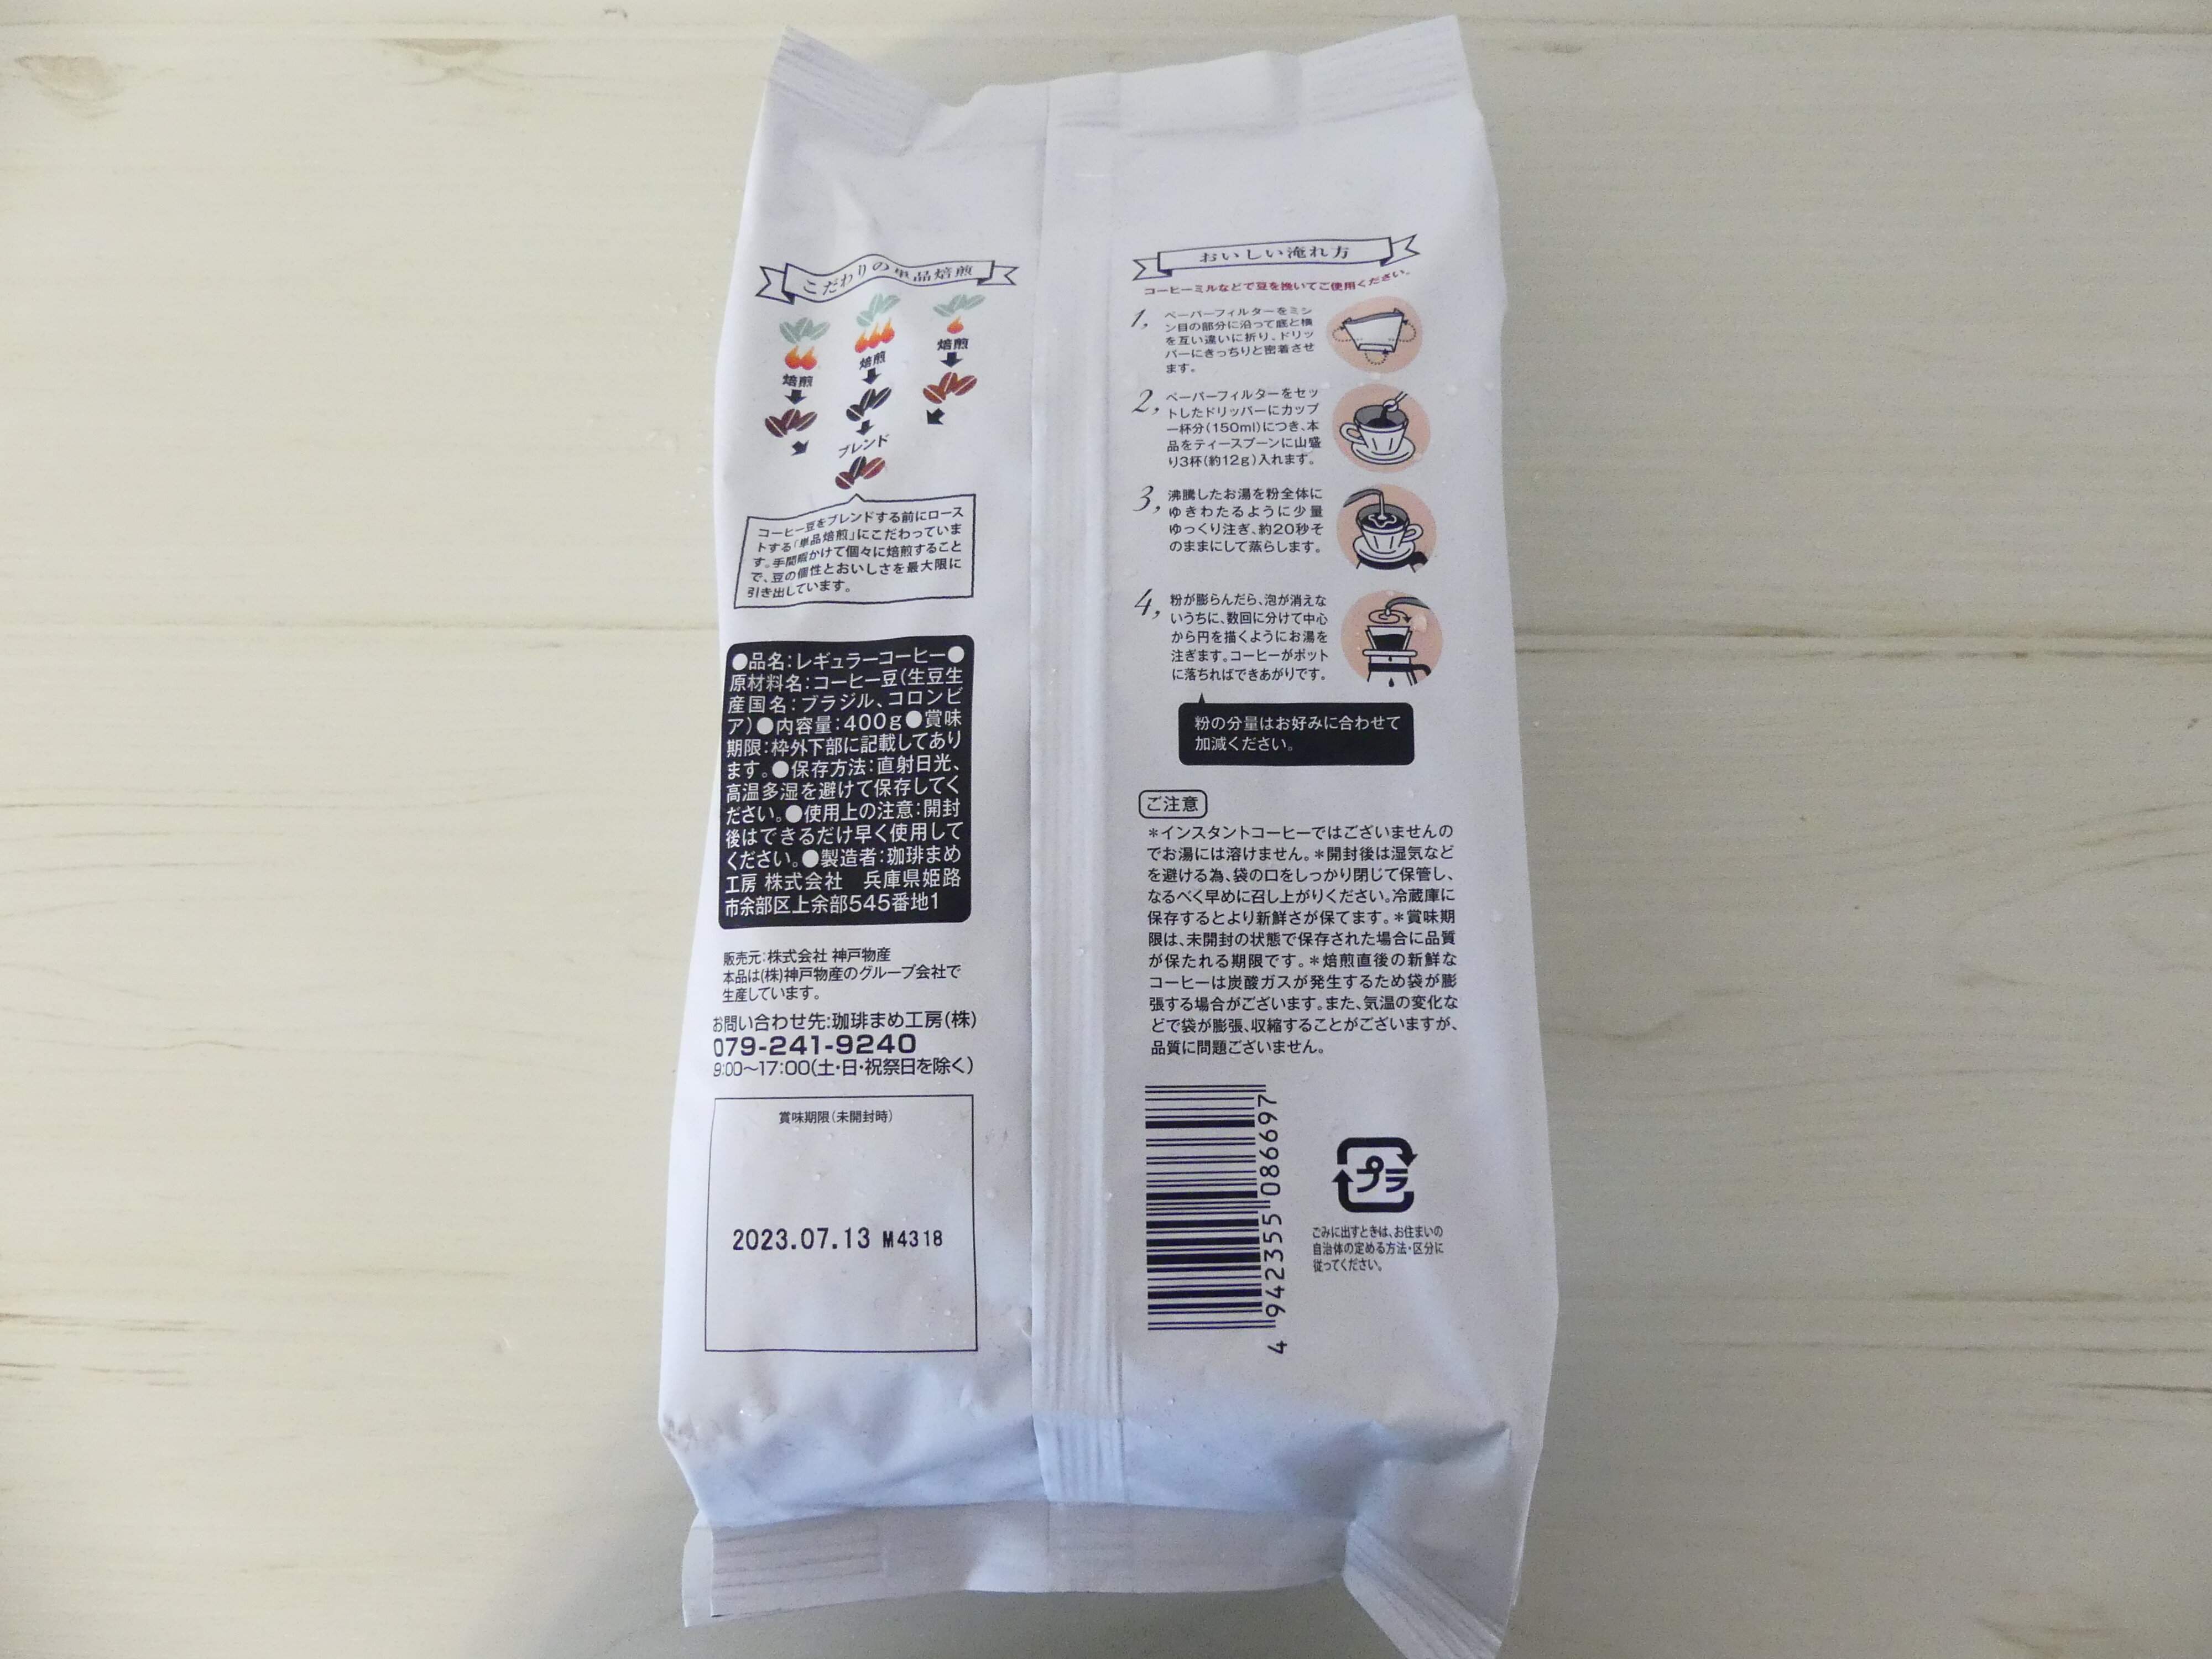 こだわりの単品焙煎
焙煎
焙煎
焙煎
ブレンド
コーヒー豆をブレンドする前にロース
トする「単品焙煎」にこだわっていま
す。手間暇かけて個々に焙煎すること
で、豆の個性とおいしさを最大限に
引き出しています。
●品名:レギュラーコーヒー●
原材料名:コーヒー豆(生豆生
産国名:ブラジル、コロンビ
ア)●内容量:400g●賞味
期限:枠外下部に記載してあり
ます。●保存方法:直射日光、
高温多湿を避けて保存してく
ださい。●使用上の注意:開封
後はできるだけ早く使用して
ください。●製造者:珈琲まめ
工房 株式会社 兵庫県姫路
市余部区上余部545番地1
販売元:株式会社 神戸物産
本品は(株)神戸物産のグループ会社で
生産しています。
お問い合わせ先:珈琲まめ工房(株)
079-241-9240
9:00〜17:00(土・日・祝祭日を除く)
賞味期限(未開封時)
2023.07.13 M4318
おいしい淹れ方
コーヒーミルなどで豆を挽いてご使用ください。
1, ペーパーフィルターをミシ
ン目の部分に沿って底と横
を互い違いに折り、ドリッ
パーにきっちりと密着させ
ます。
2, ペーパーフィルターをセッ
トしたドリッパーにカップ
一杯分(150ml)につき、本
品をティースプーンに山盛
り3杯(約12g)入れます。
3, 沸騰したお湯を粉全体に
ゆきわたるように少量
ゆっくり注ぎ、約20秒そ
のままにして蒸らします。
4, 粉が膨らんだら、泡が消えな
いうちに、数回に分けて中心
から円を描くようにお湯を
注ぎます。コーヒーがポット
に落ちればできあがりです。
粉の分量はお好みに合わせて
加減ください。
ご注意
*インスタントコーヒーではございませんの
でお湯には溶けません。*開封後は湿気など
を避ける為、袋の口をしっかり閉じて保管し、
なるべく早めに召し上がりください。冷蔵庫に
保存するとより新鮮さが保てます。*賞味期
限は、未開封の状態で保存された場合に品質
が保たれる期限です。*焙煎直後の新鮮な
コーヒーは炭酸ガスが発生するため袋が膨
張する場合がございます。また、気温の変化な
どで袋が膨張、収縮することがございますが、
品質に問題ございません。
4 942355 086697
プラ
ごみに出すときは、お住まいの
自治体の定める方法・区分に
従ってください。